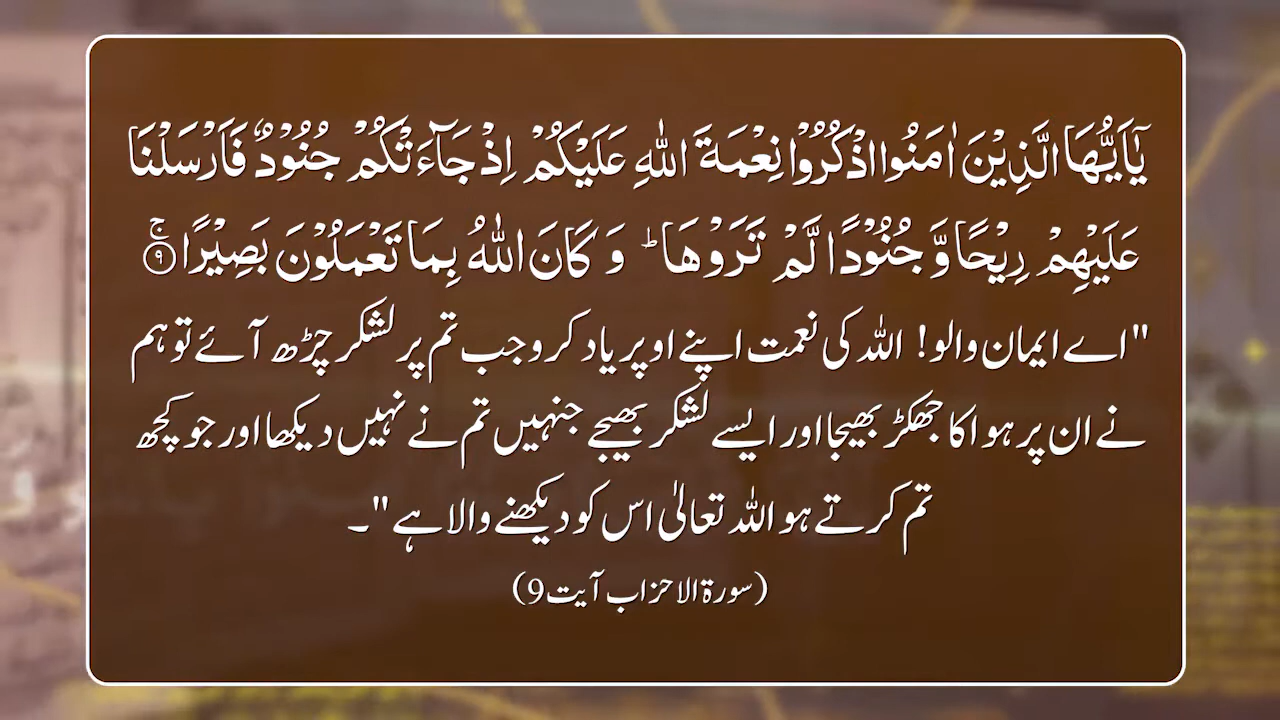 يٰۤاَيُّهَا الَّذِيْنَ اٰمَنُوا اذْكُرُوْا نِعْمَةَ اللّٰهِ عَلَيْكُمْ اِذْ جَآءَتْكُمْ جُنُوْدٌ فَاَرْسَلْنَا
عَلَيْهِمْ رِيْحًا وَّ جُنُوْدًا لَّمْ تَرَوْهَا ؕ وَ كَانَ اللّٰهُ بِمَا تَعْمَلُوْنَ بَصِيْرًا ۚ۹
"اے ایمان والو! اللہ کی نعمت اپنے اوپر یاد کرو جب تم پر لشکر چڑھ آئے تو ہم
نے ان پر ہوا کا جھکڑ بھیجا اور ایسے لشکر بھیجے جنہیں تم نے نہیں دیکھا اور جو کچھ
تم کرتے ہو اللہ تعالیٰ اس کو دیکھنے والا ہے"۔
(سورۃ الاحزاب آیت 9)